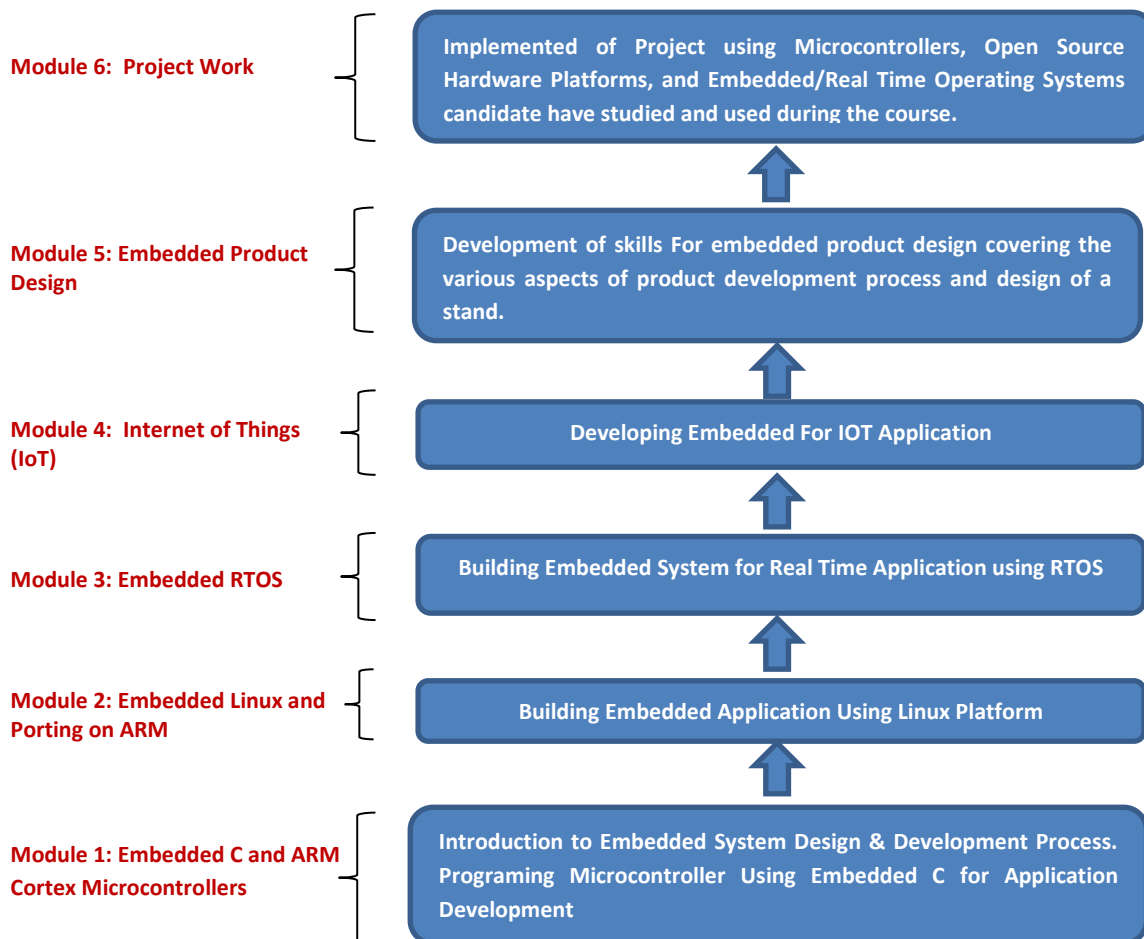 Module 6: Project Work
Implemented of Project using Microcontrollers, Open Source
Hardware Platforms, and Embedded/Real Time Operating Systems
candidate have studied and used during the course.
Module 5: Embedded Product
Design
Development of skills For embedded product design covering the
various aspects of product development process and design of a
stand.
Module 4: Internet of Things
(IoT)
Developing Embedded For IOT Application
Module 3: Embedded RTOS
Building Embedded System for Real Time Application using RTOS
Module 2: Embedded Linux and
Porting on ARM
Building Embedded Application Using Linux Platform
Module 1: Embedded C and ARM
Cortex Microcontrollers
Introduction to Embedded System Design & Development Process.
Programing Microcontroller Using Embedded C for Application
Development